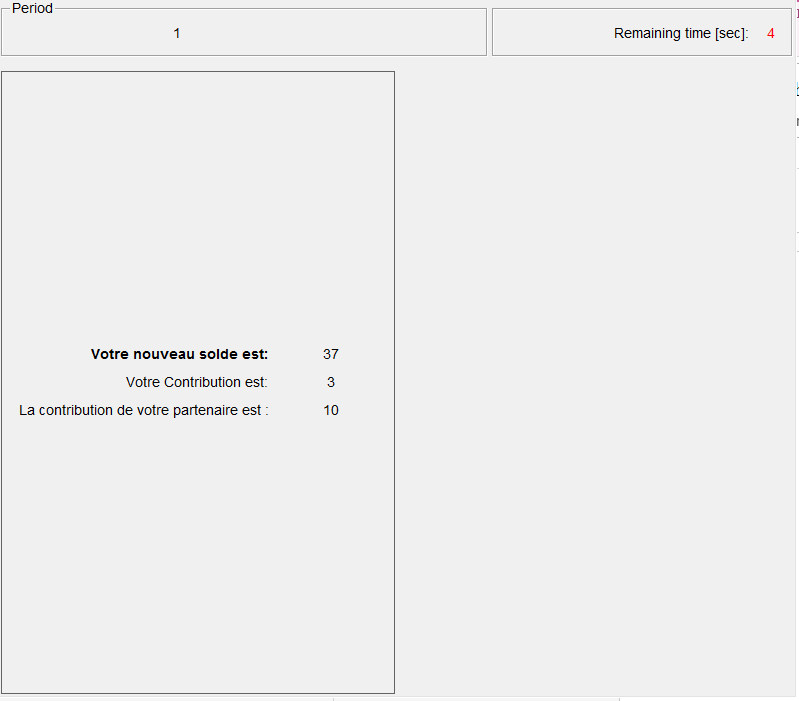 Period
1
Remaining time [sec]: 4
Votre nouveau solde est: 37
Votre Contribution est: 3
La contribution de votre partenaire est : 10